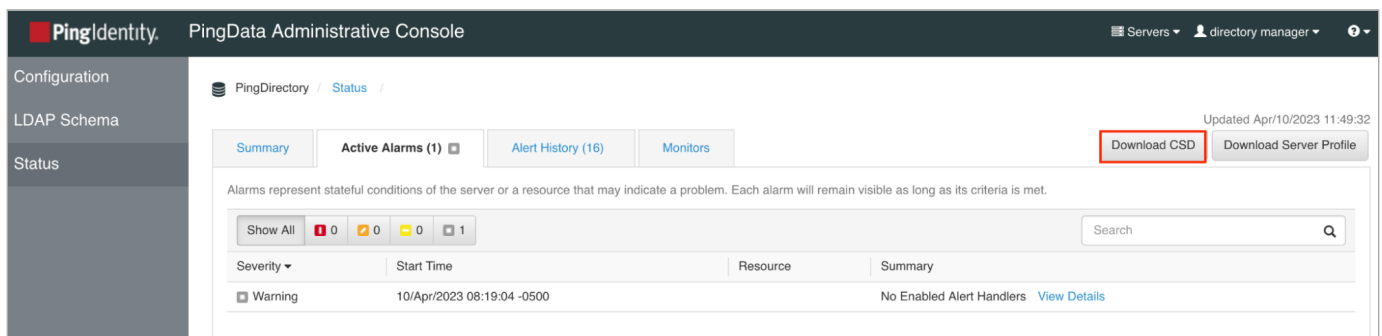 PingIdentity. PingData Administrative Console Servers directory manager ?
Configuration
PingDirectory / Status /
LDAP Schema
Updated Apr/10/2023 11:49:32
Summary Active Alarms (1) Alert History (16) Monitors Download CSD Download Server Profile
Status
Alarms represent stateful conditions of the server or a resource that may indicate a problem. Each alarm will remain visible as long as its criteria is met.
Show All 0 0 0 1 Search
Severity Start Time Resource Summary
Warning 10/Apr/2023 08:19:04 -0500 No Enabled Alert Handlers View Details